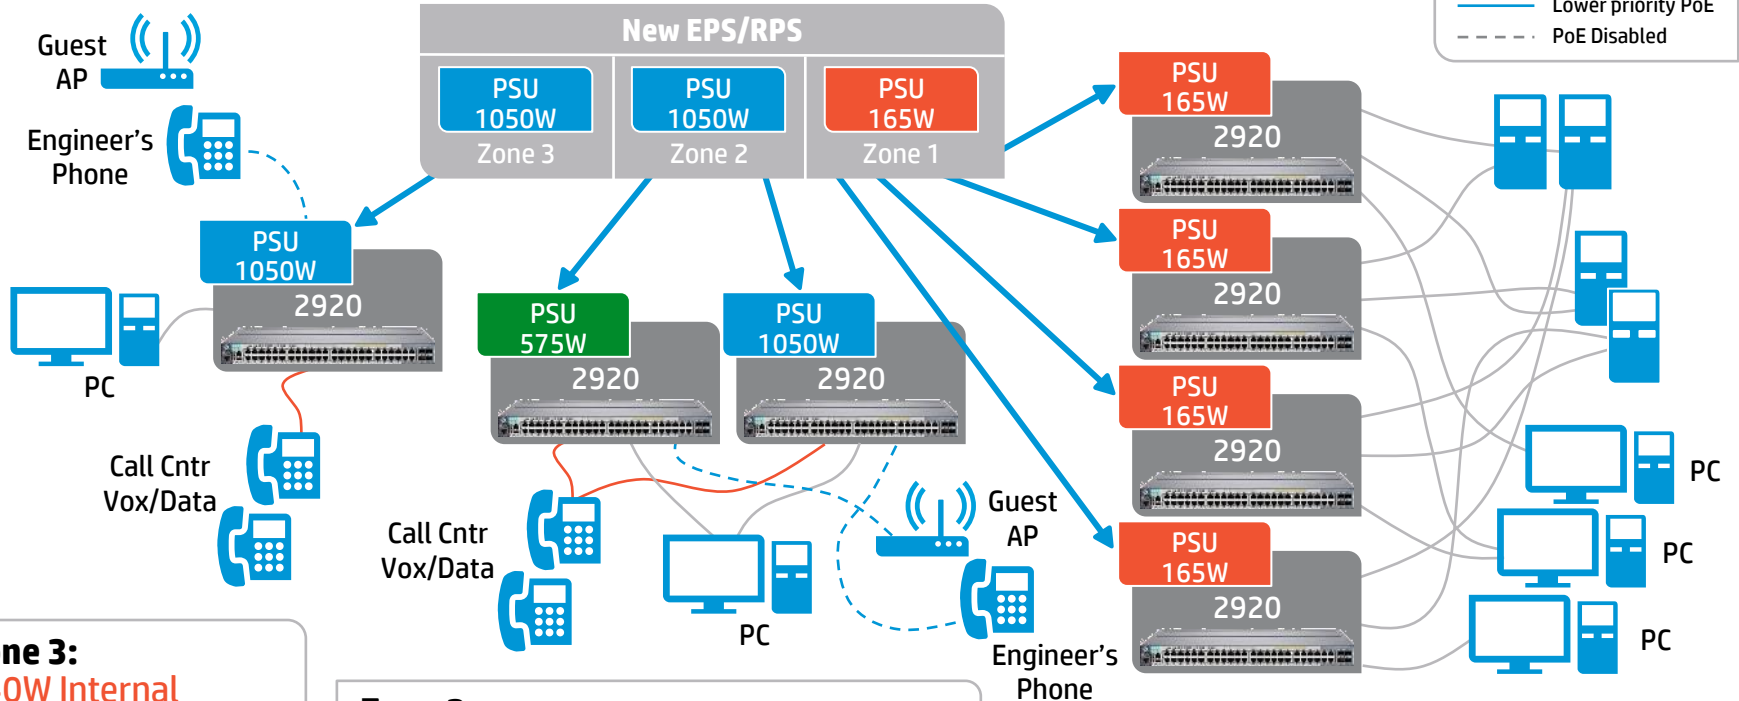 Lower priority PoE
PoE Disabled
New EPS/RPS
PSU
1050W
Zone 3
PSU
1050W
Zone 2
PSU
165W
Zone 1
Guest
AP
Engineer's
Phone
PSU
1050W
2920
PC
Call Cntr
Vox/Data
PSU
575W
2920
PSU
1050W
2920
Call Cntr
Vox/Data
PC
Guest
AP
Engineer's
Phone
PSU
165W
2920
PSU
165W
2920
PSU
165W
2920
PSU
165W
2920
PC
PC
PC
ne 3:
0W Internal